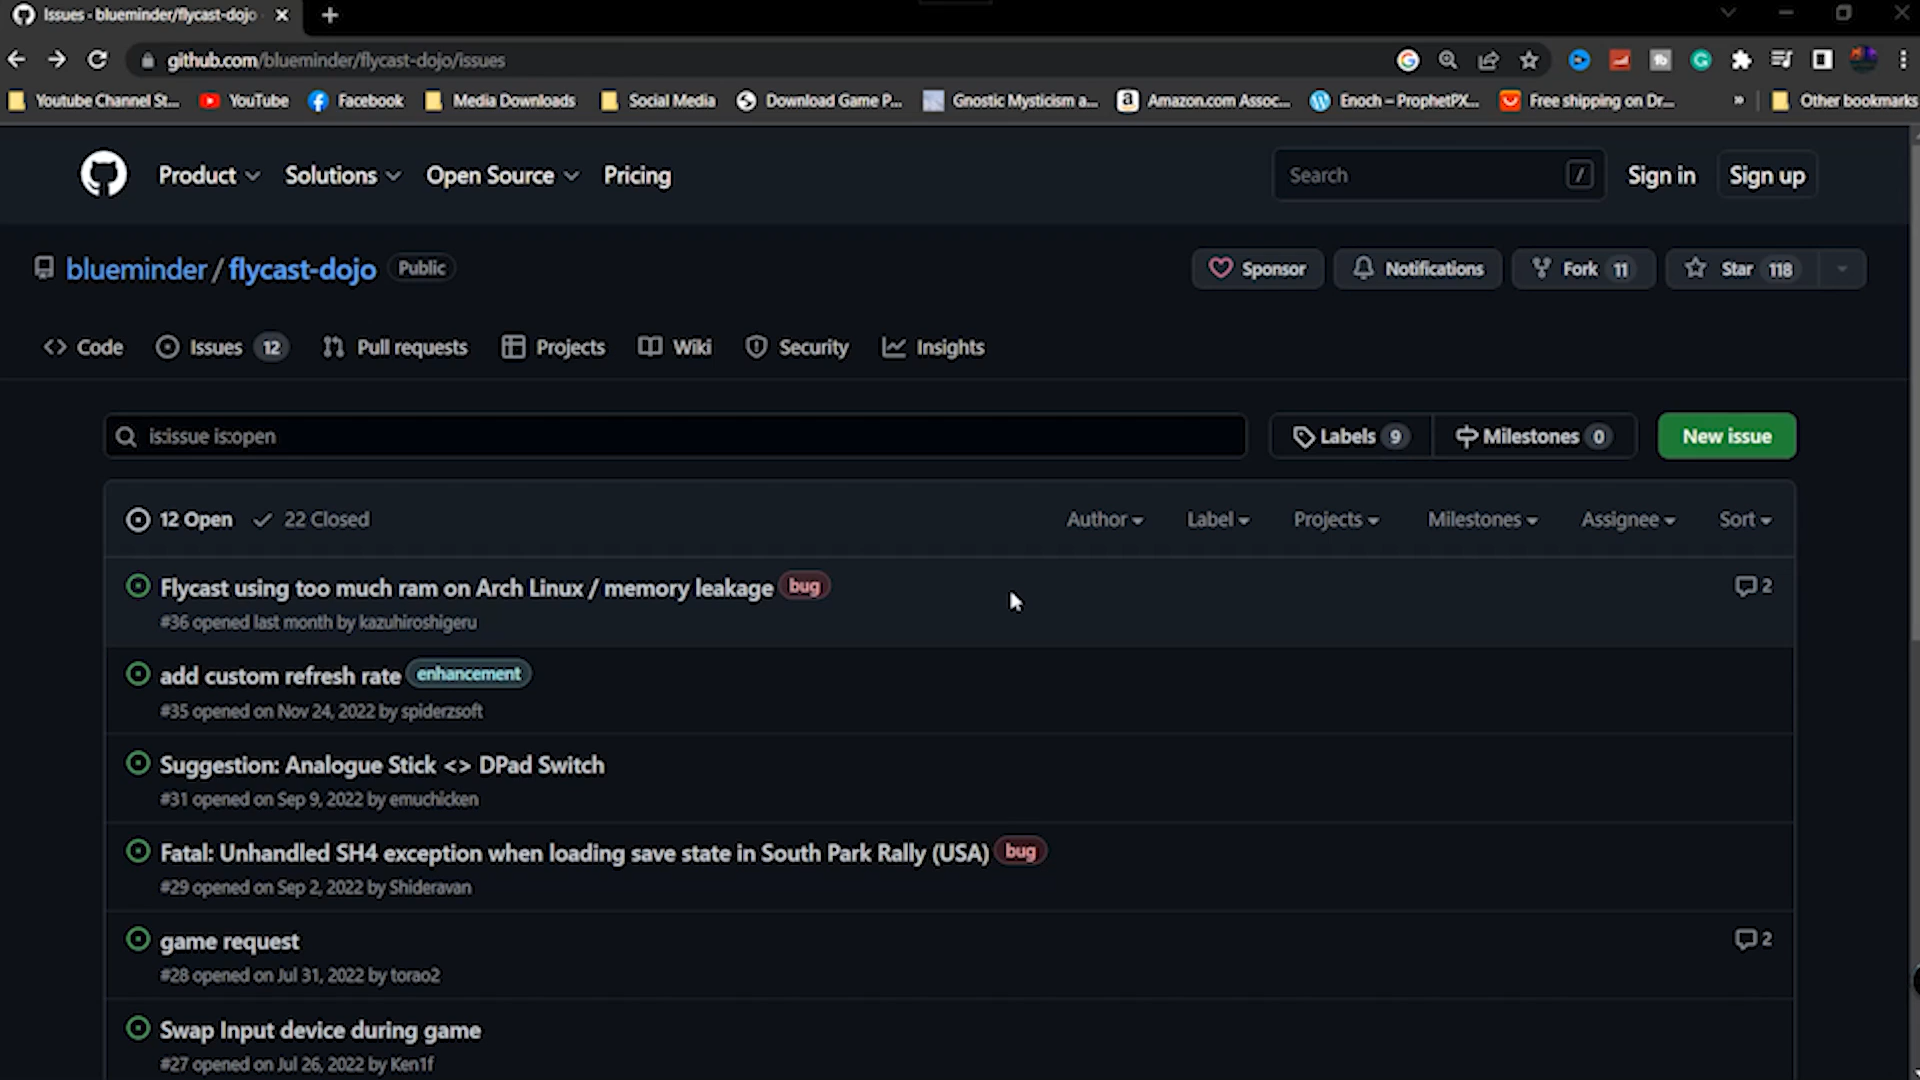 Issues · blueminder/flycast-dojo
github.com/blueminder/flycast-dojo/issues
Youtube Channel St... YouTube Facebook Media Downloads Social Media Download Game P... Gnostic Mysticism a... Amazon.com Assoc... Enoch – ProphetPX... Free shipping on Dr... » Other bookmarks
Product Solutions Open Source Pricing Search / Sign in Sign up
blueminder / flycast-dojo Public Sponsor Notifications Fork 11 Star 118
Code Issues 12 Pull requests Projects Wiki Security Insights
is:issue is:open Labels 9 Milestones 0 New issue
12 Open 22 Closed Author Label Projects Milestones Assignee Sort
Flycast using too much ram on Arch Linux / memory leakage bug 2
#36 opened last month by kazuhiroshigeru
add custom refresh rate enhancement
#35 opened on Nov 24, 2022 by spiderzsoft
Suggestion: Analogue Stick <> DPad Switch
#31 opened on Sep 9, 2022 by emuchicken
Fatal: Unhandled SH4 exception when loading save state in South Park Rally (USA) bug
#29 opened on Sep 2, 2022 by Shideravan
game request 2
#28 opened on Jul 31, 2022 by torao2
Swap Input device during game
#27 opened on Jul 26, 2022 by Ken1f